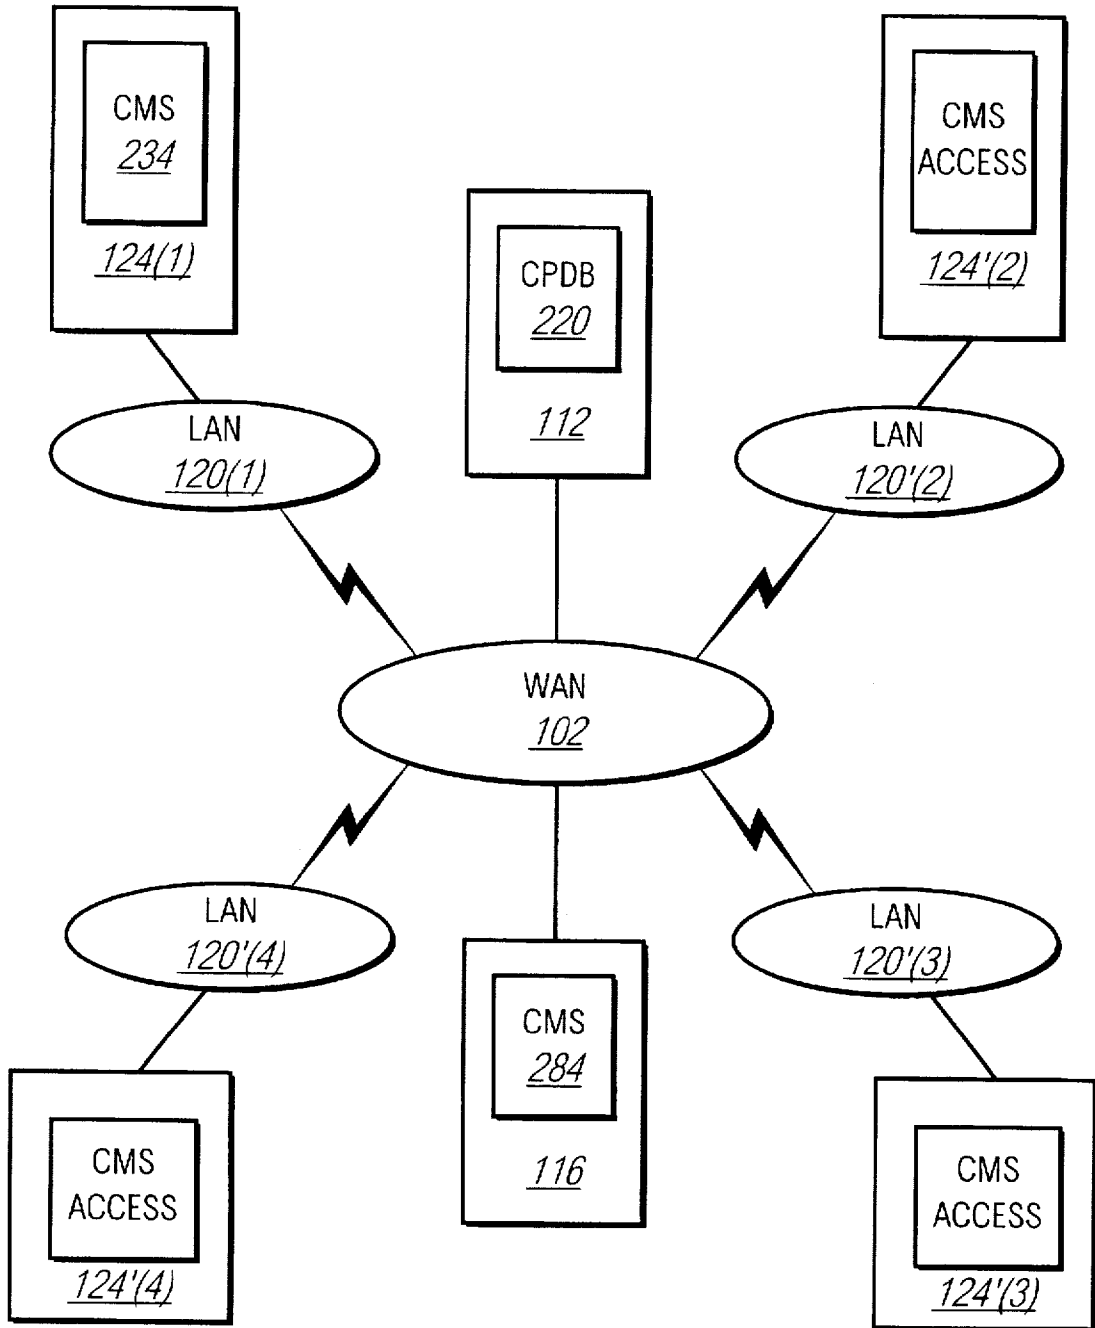 CMS
234
124(1)
CMS
ACCESS
124'(2)
CPDB
220
112
LAN
120(1)
LAN
120'(2)
WAN
102
LAN
120'(4)
LAN
120'(3)
CMS
284
116
CMS
ACCESS
124'(4)
CMS
ACCESS
124'(3)